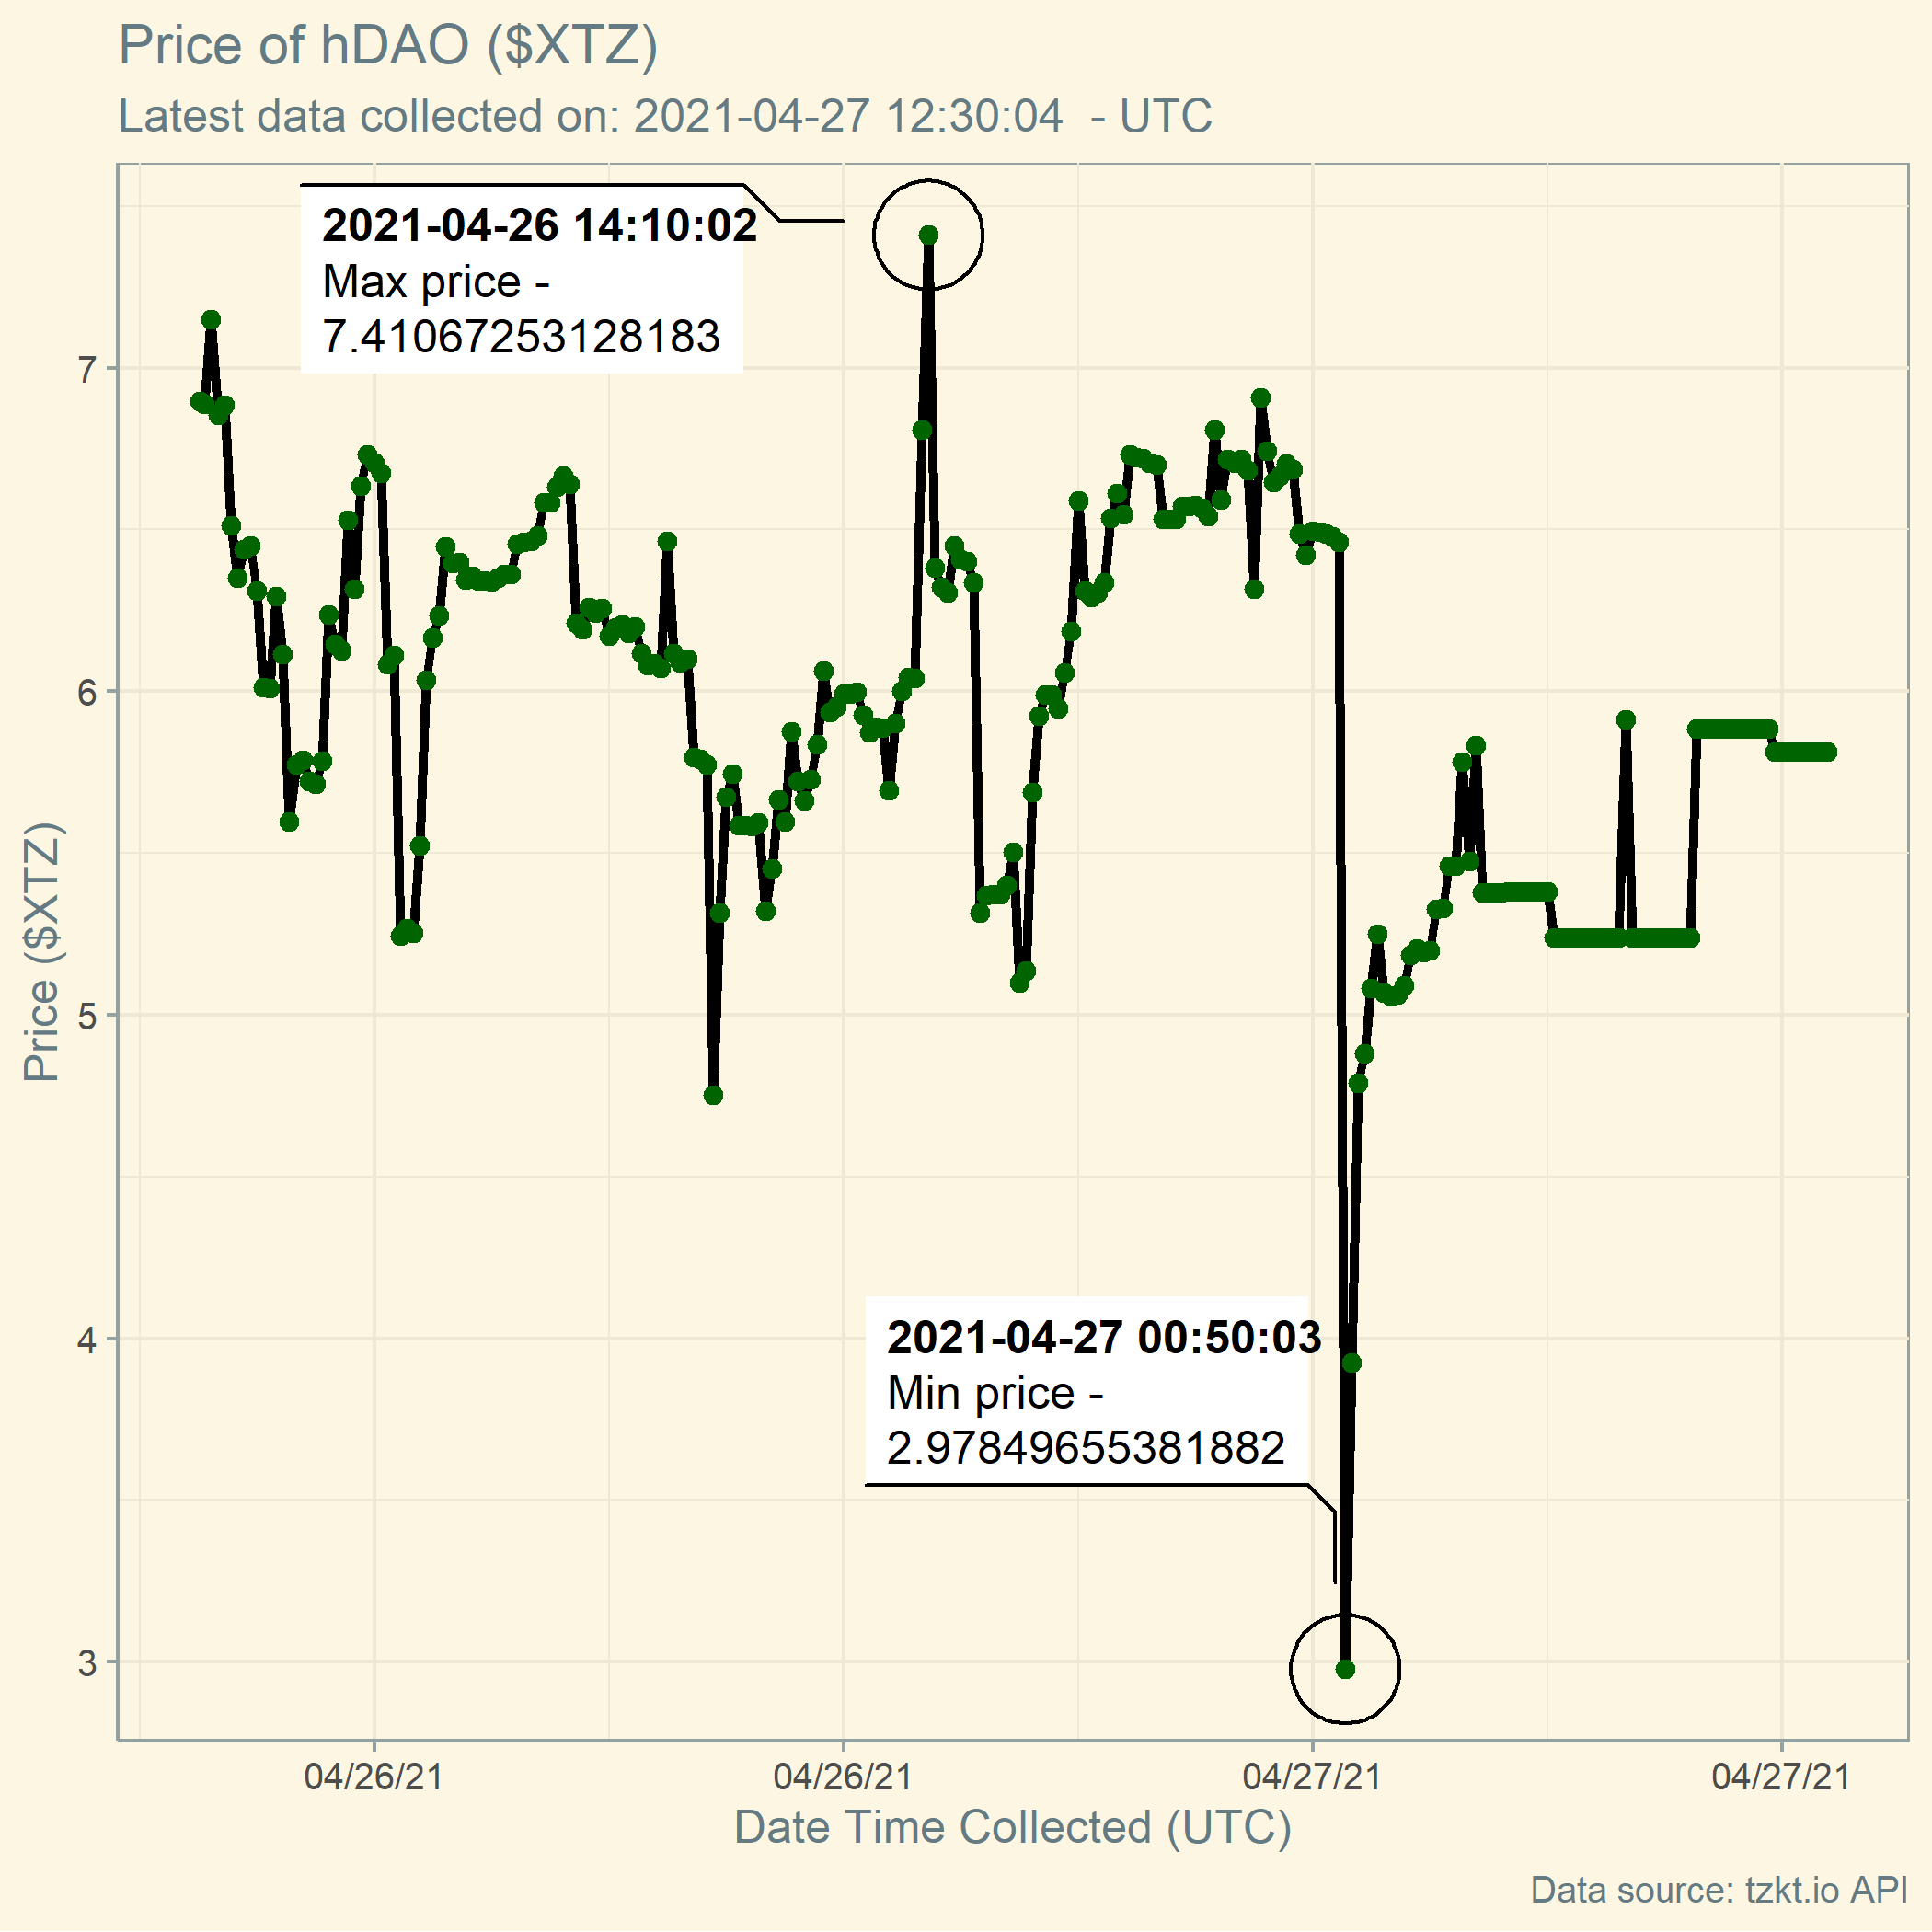 Price of hDAO ($XTZ)
Latest data collected on: 2021-04-27 12:30:04  - UTC
2021-04-26 14:10:02
Max price -
7.41067253128183
7
6
5
4
3
Price ($XTZ)
2021-04-27 00:50:03
Min price -
2.97849655381882
04/26/21
04/26/21
04/27/21
04/27/21
Date Time Collected (UTC)
Data source: tzkt.io API